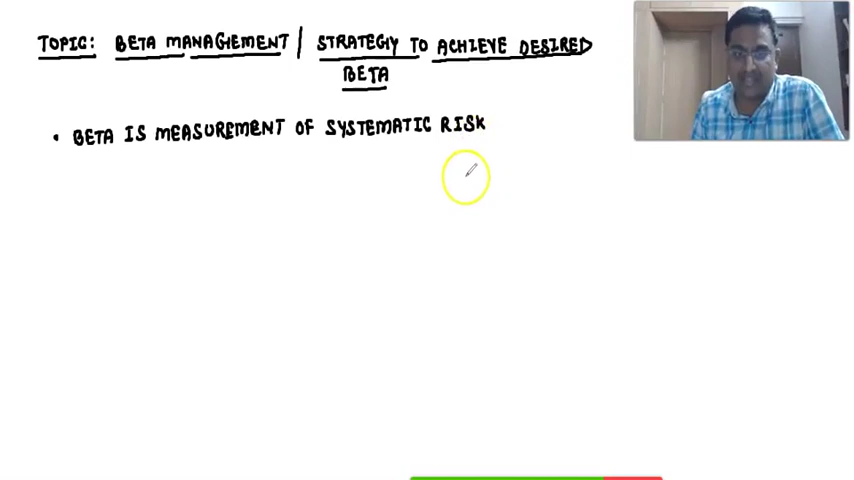 TOPIC: BETA MANAGEMENT / STRATEGY TO ACHIEVE DESIRED
BETA
• BETA IS MEASUREMENT OF SYSTEMATIC RISK